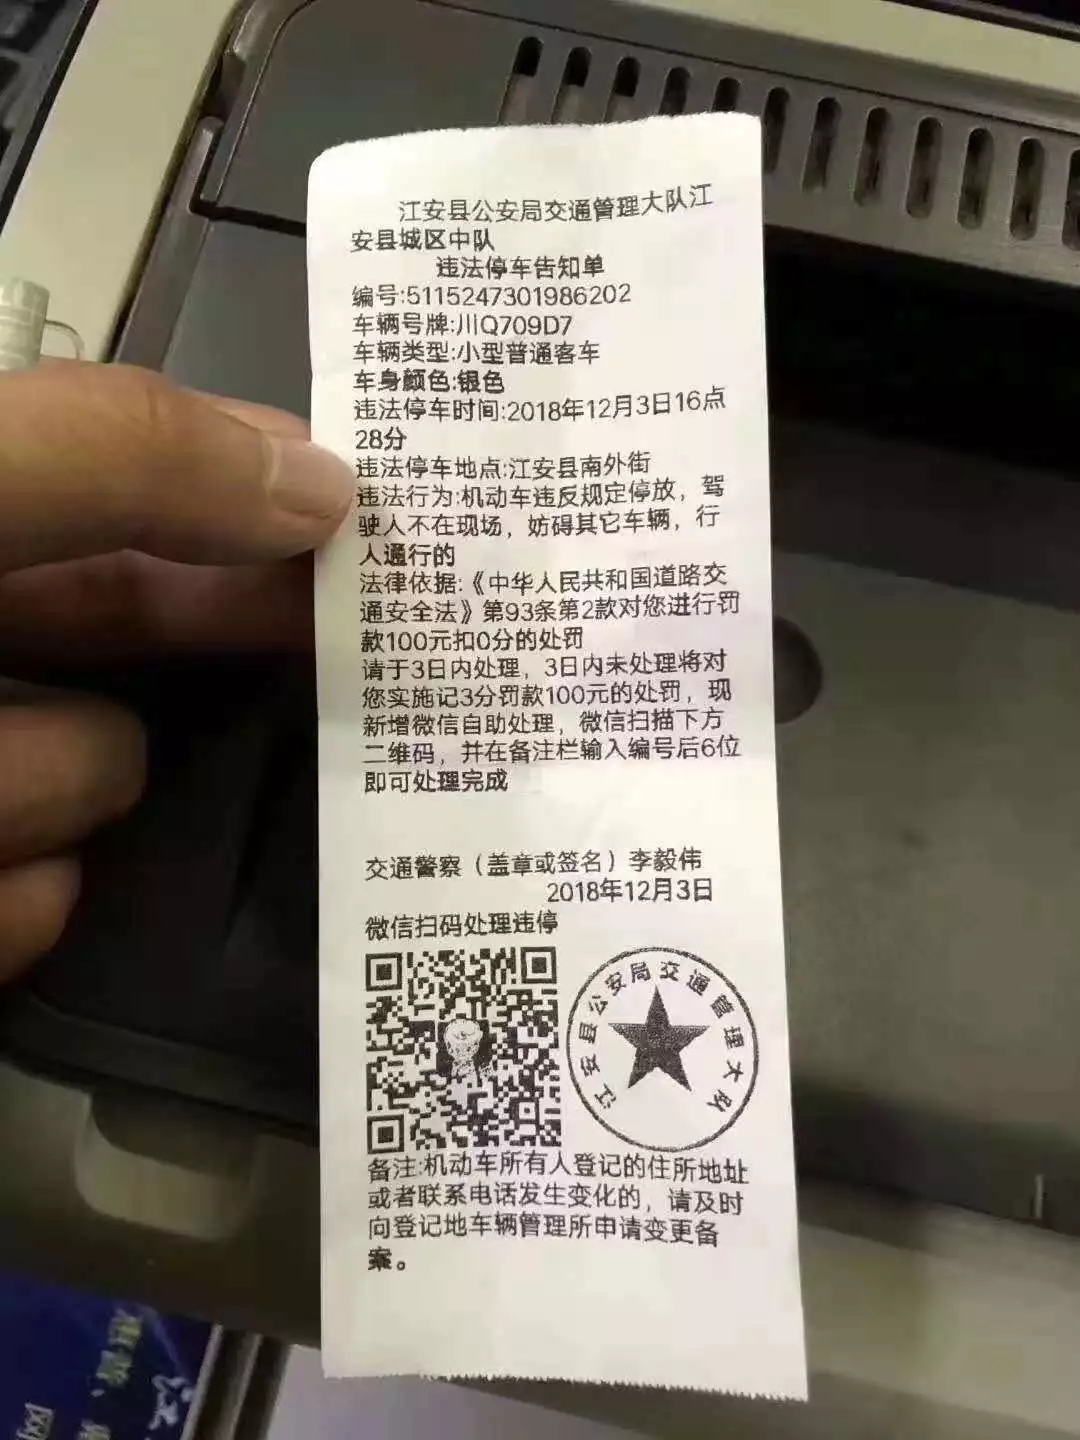 江安县公安局交通管理大队江
安县城区中队
违法停车告知单
编号:5115247301986202
车辆号牌:川Q709D7
车辆类型:小型普通客车
车身颜色:银色
违法停车时间:2018年12月3日16点
28分
违法停车地点:江安县南外街
违法行为:机动车违反规定停放，驾
驶人不在现场，妨碍其它车辆，行
人通行的
法律依据:《中华人民共和国道路交
通安全法》第93条第2款对您进行罚
款100元扣0分的处罚
请于3日内处理，3日内未处理将对
您实施记3分罚款100元的处罚，现
新增微信自助处理，微信扫描下方
二维码，并在备注栏输入编号后6位
即可处理完成
交通警察（盖章或签名）李毅伟
2018年12月3日
微信扫码处理违停
江安县公安局交通管理大队
备注:机动车所有人登记的住所地址
或者联系电话发生变化的，请及时
向登记地车辆管理所申请变更备
案。